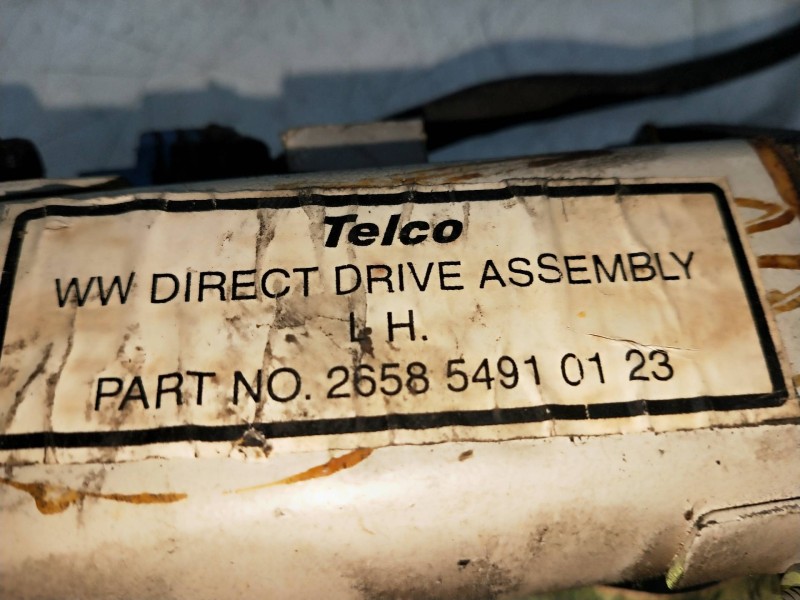 Telco
WW DIRECT DRIVE ASSEMBLY
L H.
PART NO. 2658 5491 01 23